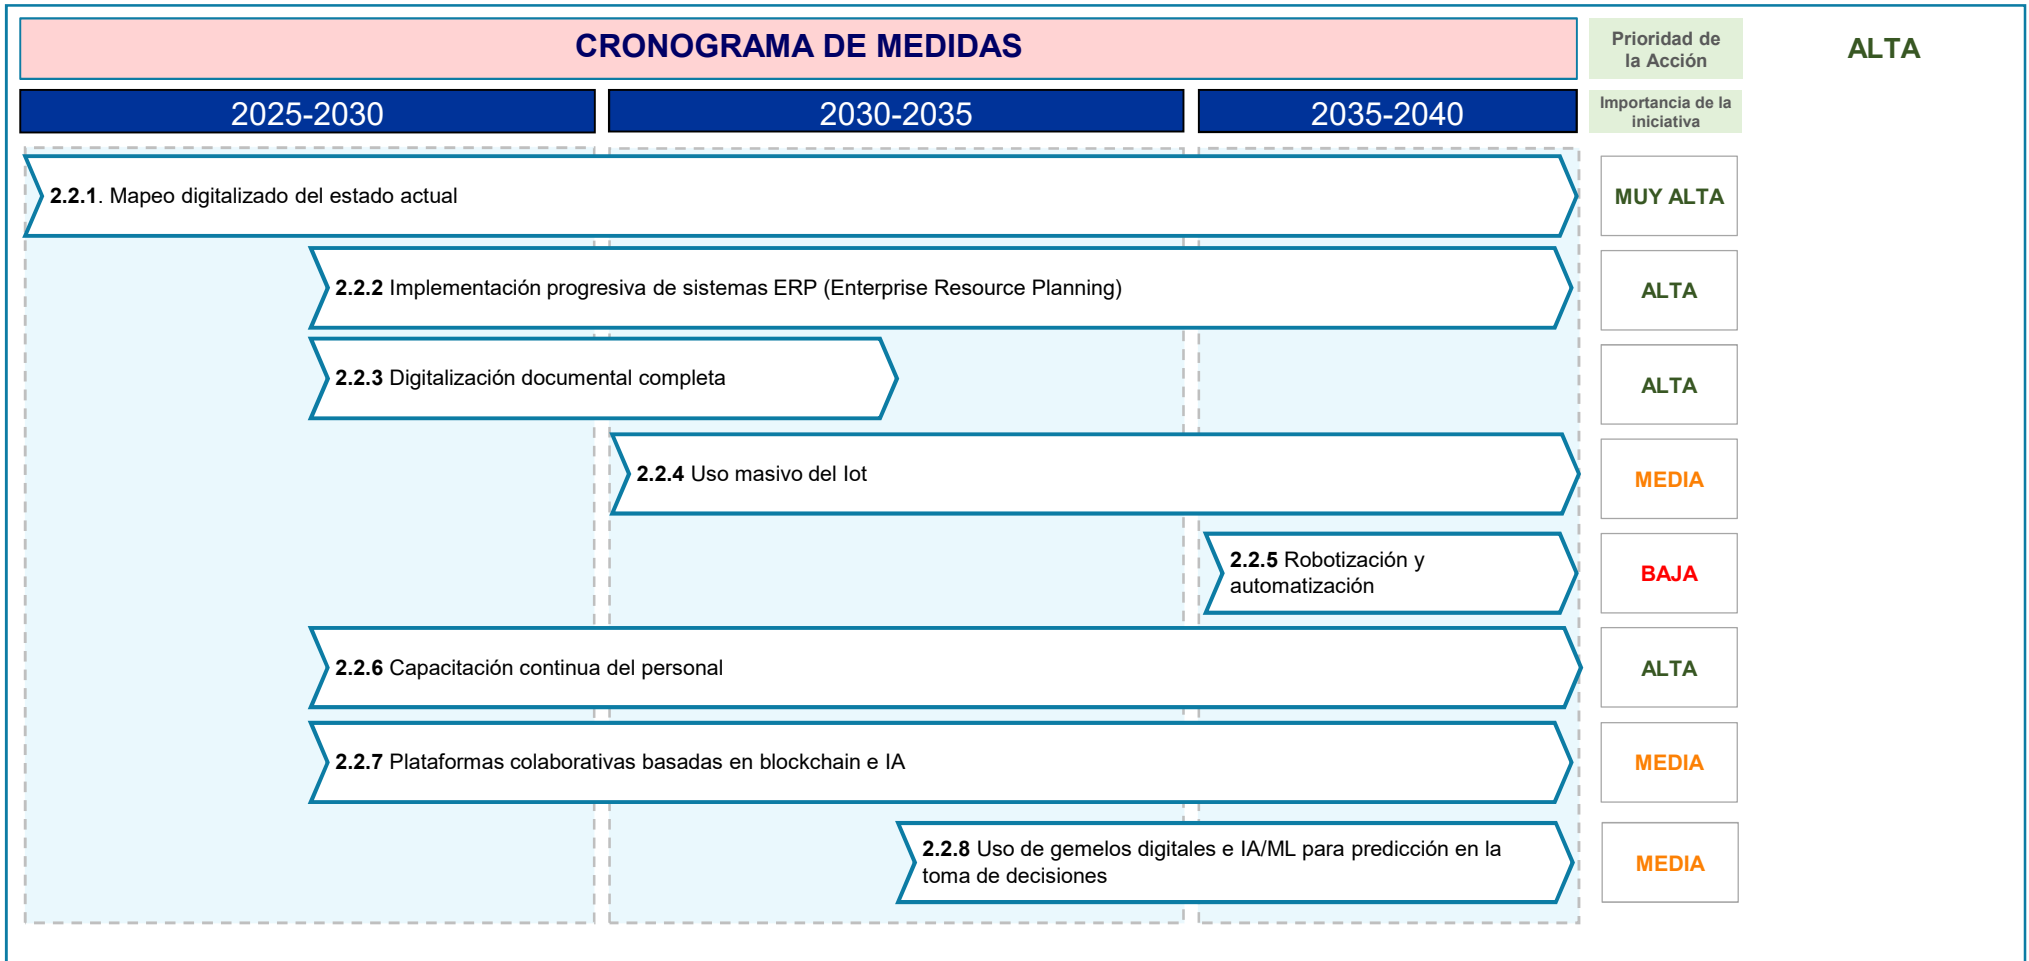 CRONOGRAMA DE MEDIDAS
Prioridad de
la Acción
ALTA
2025-2030
2030-2035
2035-2040
Importancia de la
iniciativa
2.2.1. Mapeo digitalizado del estado actual
MUY ALTA
2.2.2 Implementación progresiva de sistemas ERP (Enterprise Resource Planning)
ALTA
2.2.3 Digitalización documental completa
ALTA
2.2.4 Uso masivo del Iot
MEDIA
2.2.5 Robotización y
automatización
BAJA
2.2.6 Capacitación continua del personal
ALTA
2.2.7 Plataformas colaborativas basadas en blockchain e IA
MEDIA
2.2.8 Uso de gemelos digitales e IA/ML para predicción en la
toma de decisiones
MEDIA